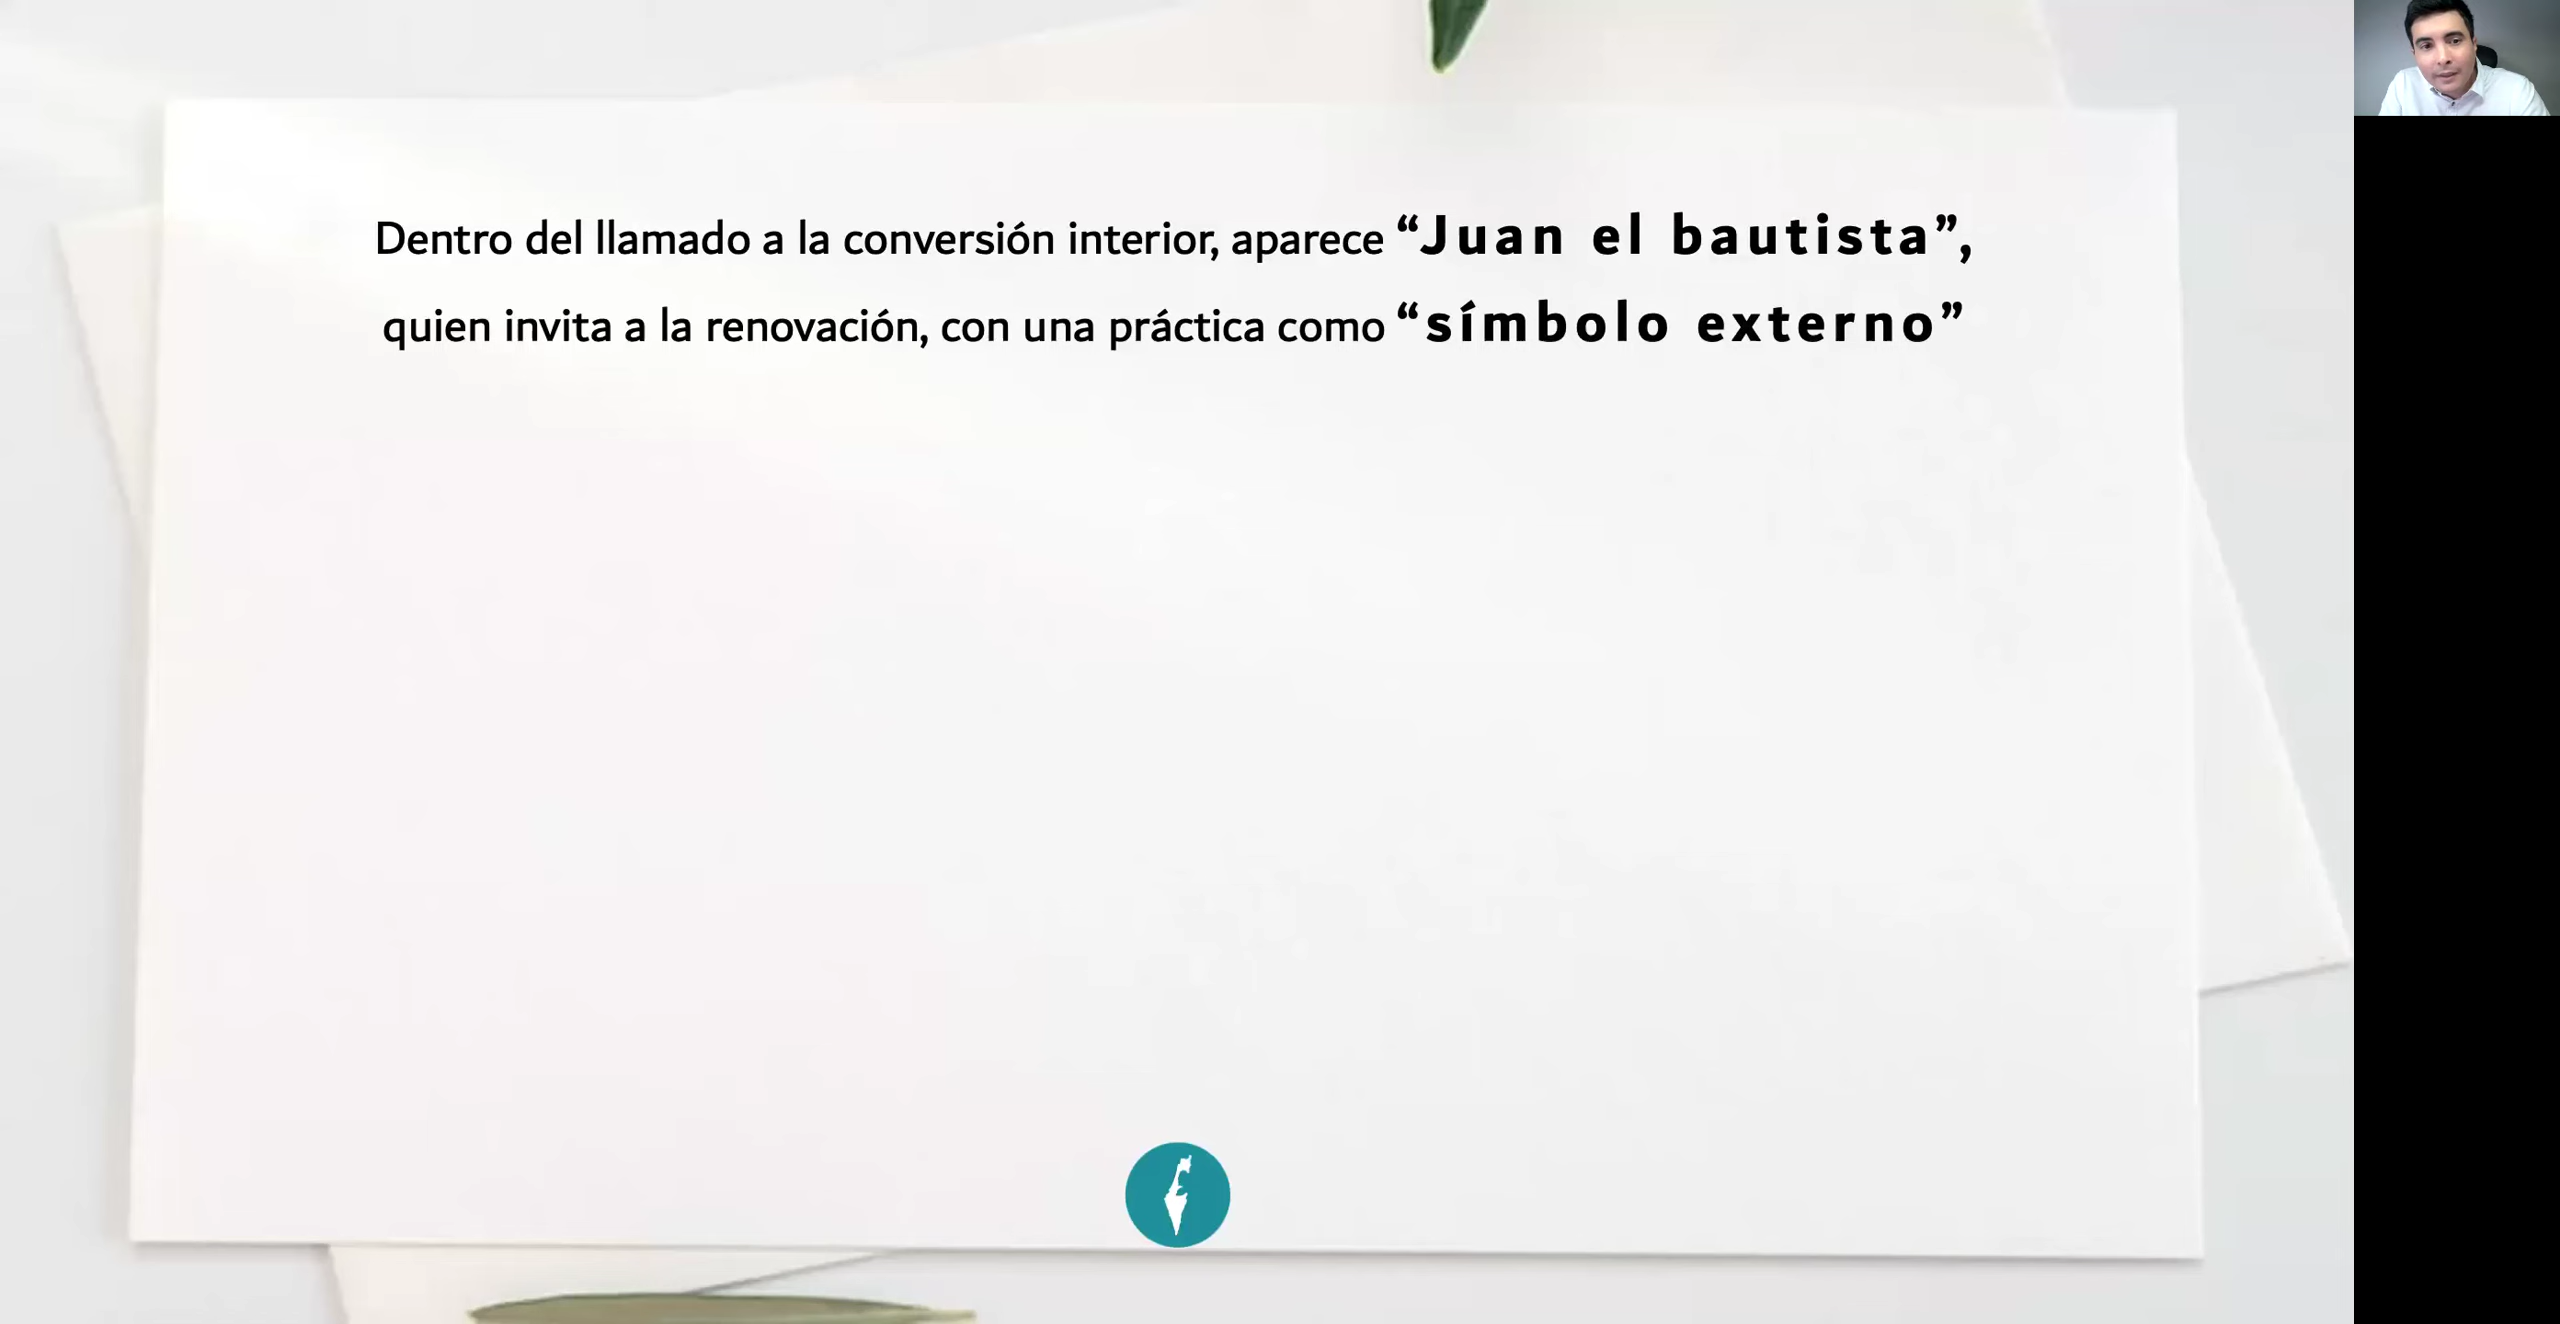 Dentro del llamado a la conversión interior, aparece “Juan el bautista”,
quien invita a la renovación, con una práctica como “símbolo externo”